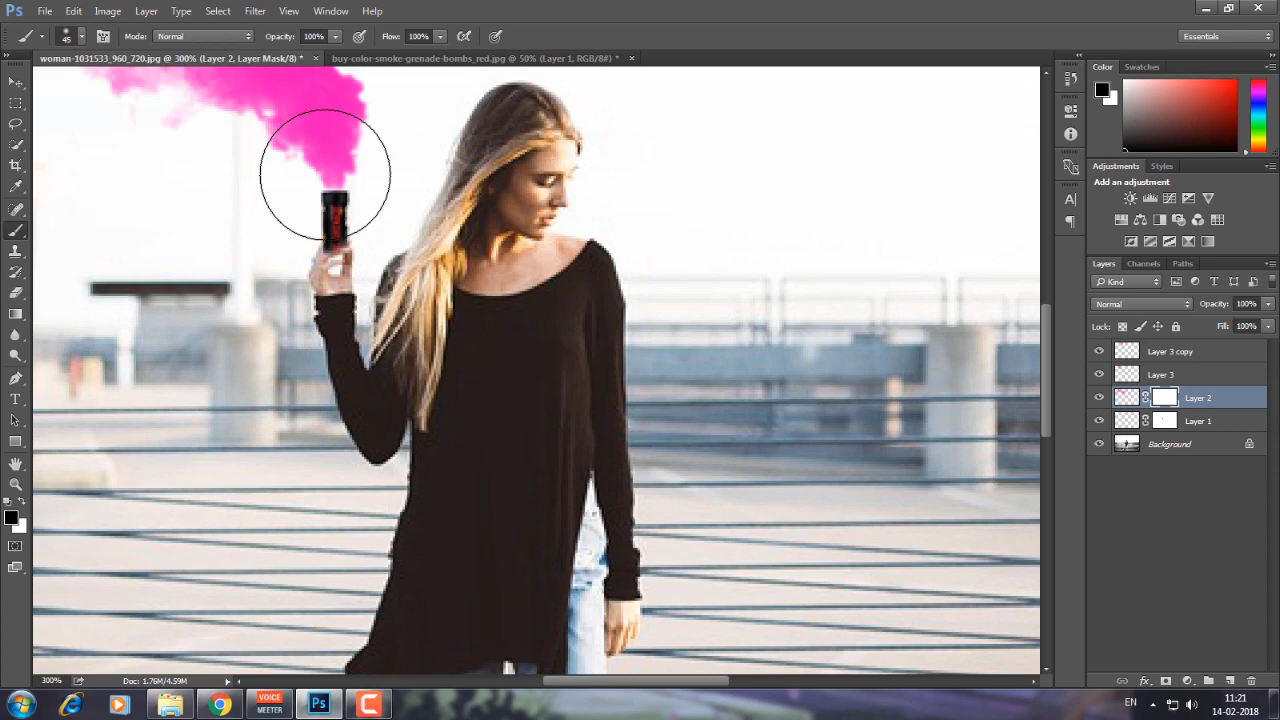 Ps File Edit Image Layer Type Select Filter View Window Help
45 Mode: Normal Opacity: 100% Flow: 100% Essentials
woman-1031533_960_720.jpg @ 300% (Layer 2, Layer Mask/8) * × buy-color-smoke-grenade-bombs_red.jpg @ 50% (Layer 1, RGB/8#) * ×
Color Swatches
Adjustments Styles
Add an adjustment
Layers Channels Paths
Kind
Normal Opacity: 100%
Lock: Fill: 100%
Layer 3 copy
Layer 3
Layer 2
Layer 1
Background
300% Doc: 1.76M/4.59M
VOICE
MEETER
Ps
EN
11:21
14-02-2018